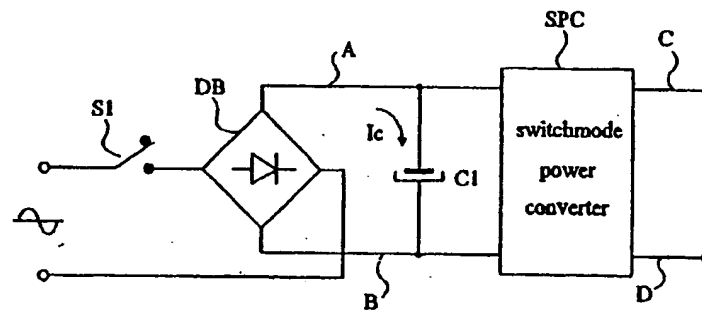 SPC
A
C
DB
S1
Ic
C1
switchmode
power
converter
B
D